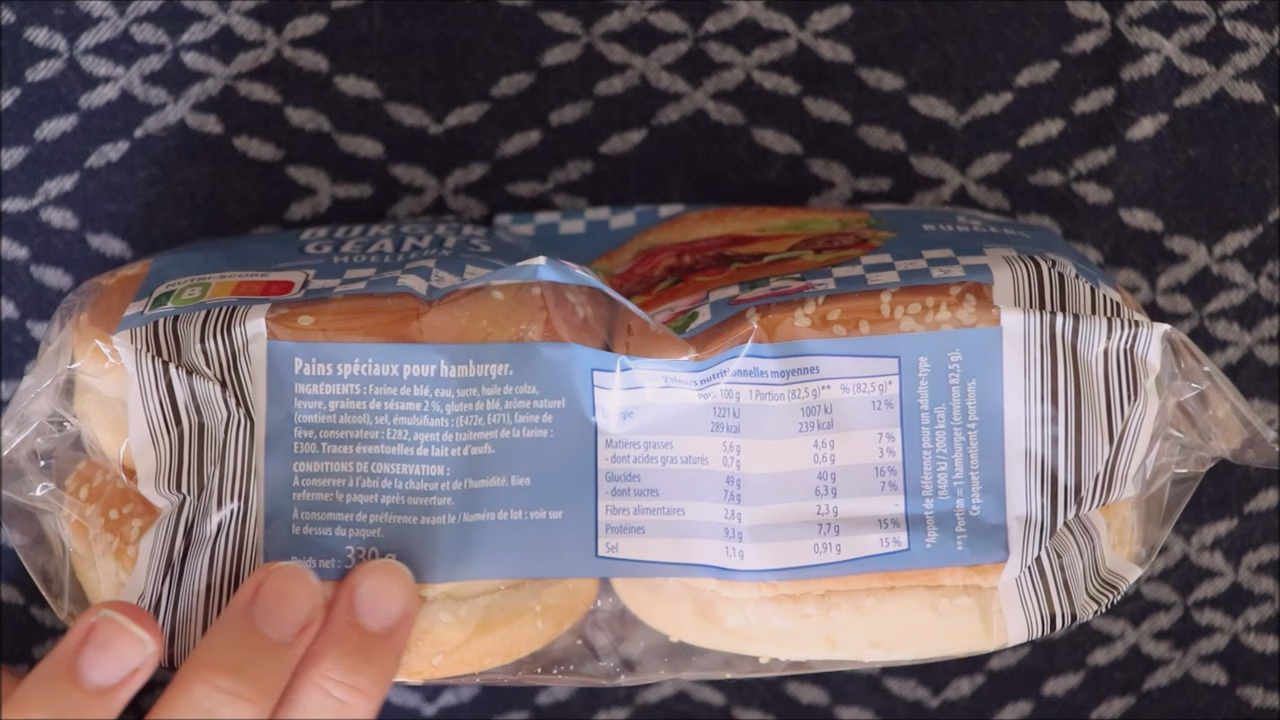 BURGER
GÉANTS
MOELLEUX
BURGER
NUTRI-SCORE
B
Pains spéciaux pour hamburger.
INGRÉDIENTS : Farine de blé, eau, sucre, huile de colza,
levure, graines de sésame 2 %, gluten de blé, arôme naturel
(contient alcool), sel, émulsifiants : (E472e, E471), farine de
fève, conservateur : E282, agent de traitement de la farine :
E300. Traces éventuelles de lait et d'œufs.
CONDITIONS DE CONSERVATION :
À conserver à l'abri de la chaleur et de l'humidité. Bien
refermer le paquet après ouverture.
À consommer de préférence avant le / Numéro de lot : voir sur
le dessus du paquet.
Poids net : 330 g
Valeurs nutritionnelles moyennes
100 g 1 Portion (82,5 g)** % (82,5 g)*
1221 kJ 1007 kJ 12 %
289 kcal 239 kcal
Matières grasses 5,6 g 4,6 g 7 %
- dont acides gras saturés 0,7 g 0,6 g 3 %
Glucides 49 g 40 g 16 %
- dont sucres 7,6 g 6,3 g 7 %
Fibres alimentaires 2,8 g 2,3 g -
Protéines 9,3 g 7,7 g 15 %
Sel 1,1 g 0,91 g 15 %
*Apport de Référence pour un adulte-type
(8400 kJ / 2000 kcal).
**1 Portion = 1 hamburger (environ 82,5 g).
Ce paquet contient 4 portions.